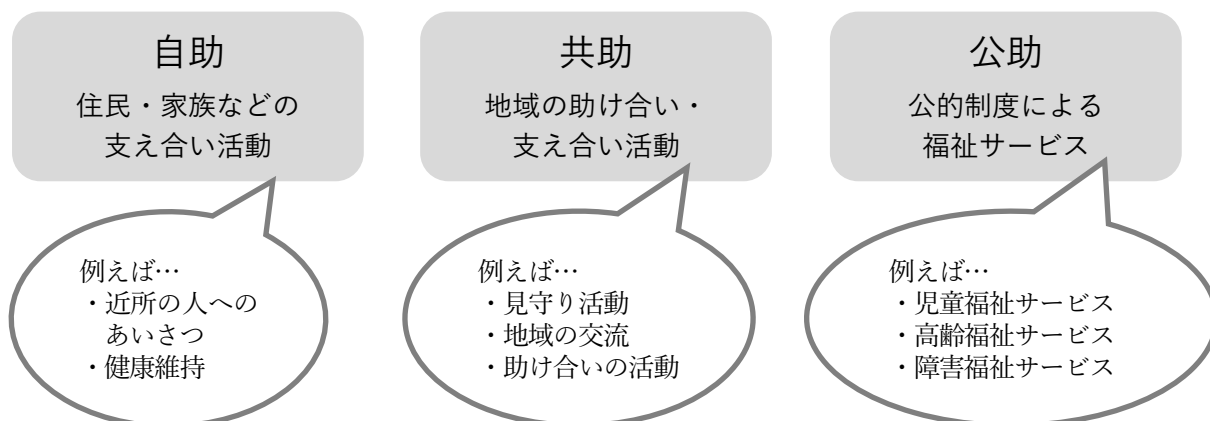 自助
住民・家族などの
支え合い活動
例えば…
・近所の人への
あいさつ
・健康維持
共助
地域の助け合い・
支え合い活動
例えば…
・見守り活動
・地域の交流
・助け合いの活動
公助
公的制度による
福祉サービス
例えば…
・児童福祉サービス
・高齢福祉サービス
・障害福祉サービス